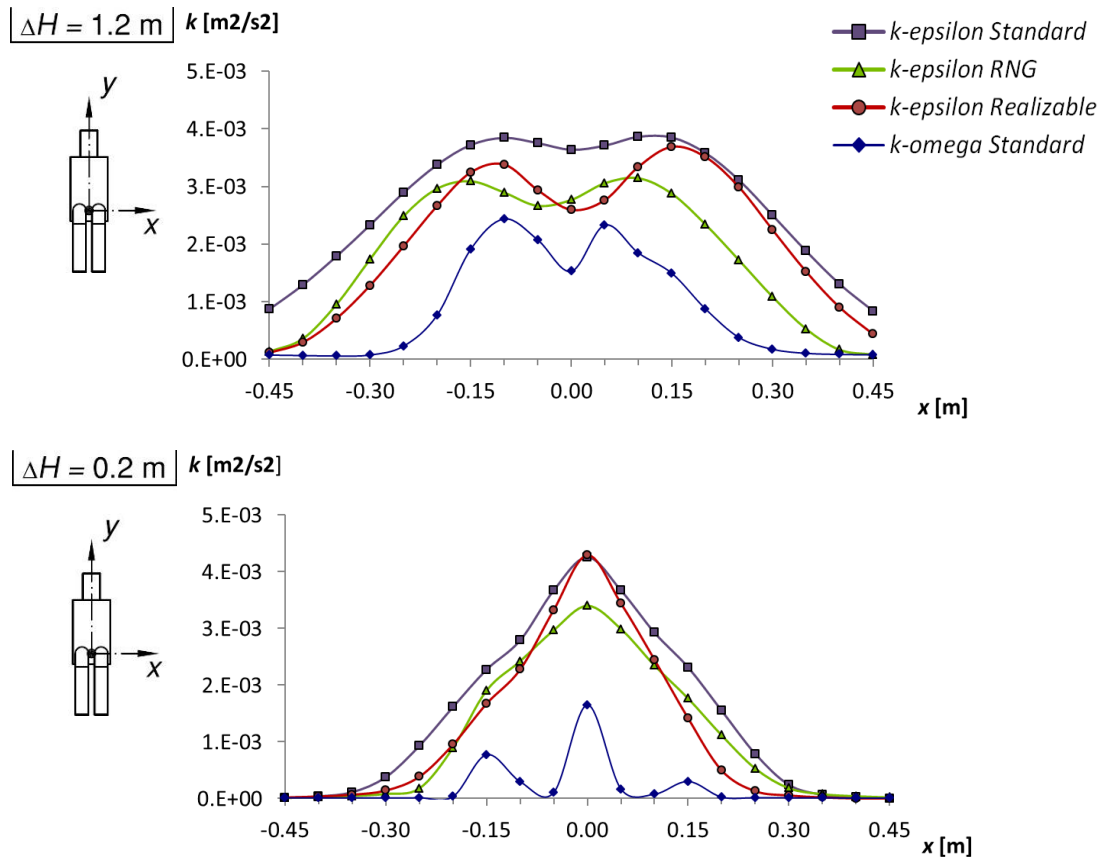 ΔH = 1.2 m
k [m2/s2]
k-epsilon Standard
k-epsilon RNG
k-epsilon Realizable
k-omega Standard
y
x
5.E-03
4.E-03
3.E-03
2.E-03
1.E-03
0.E+00
-0.45 -0.30 -0.15 0.00 0.15 0.30 0.45
x [m]
ΔH = 0.2 m
k [m2/s2]
y
x
5.E-03
4.E-03
3.E-03
2.E-03
1.E-03
0.E+00
-0.45 -0.30 -0.15 0.00 0.15 0.30 0.45
x [m]